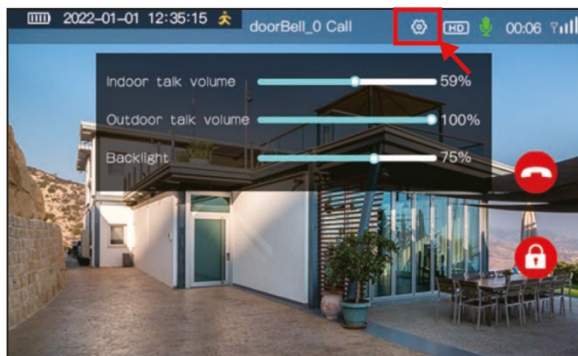 2022-01-01 12:35:15 doorBell_0 Call HD 00:06
Indoor talk volume 59%
Outdoor talk volume 100%
Backlight 75%